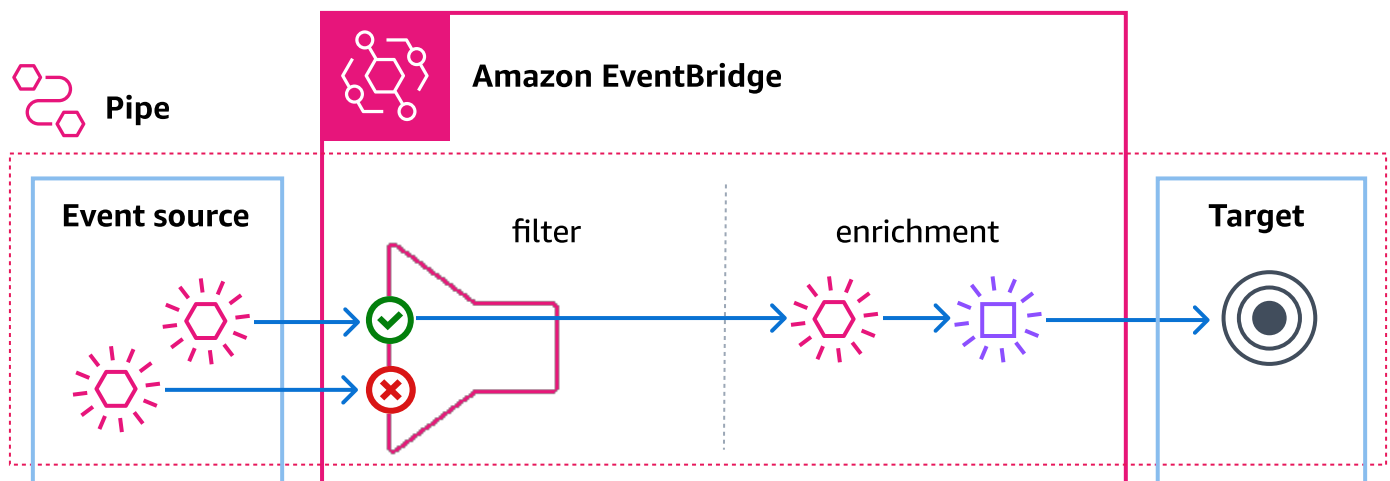 Amazon EventBridge
Pipe
Event source
filter
enrichment
Target